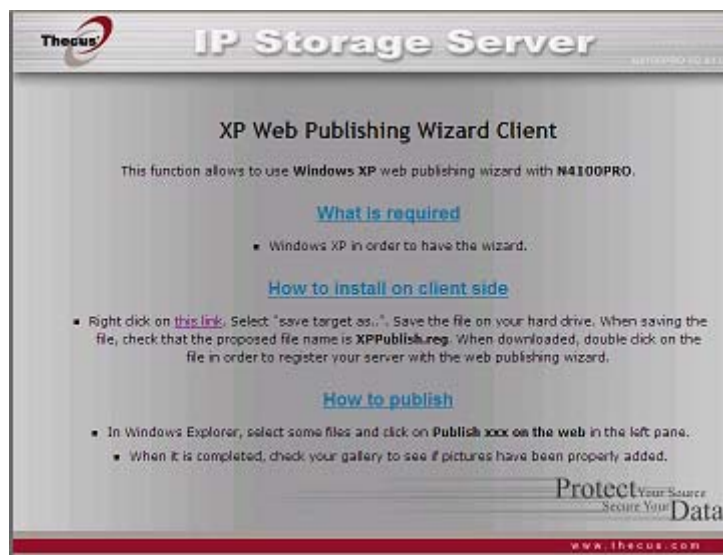 Thecus
IP Storage Server
XP Web Publishing Wizard Client
This function allows to use Windows XP web publishing wizard with N4100PRO.
What is required
▪ Windows XP in order to have the wizard.
How to install on client side
▪ Right click on this link. Select "save target as..". Save the file on your hard drive. When saving the
file, check that the proposed file name is XPPublish.reg. When downloaded, double click on the
file in order to register your server with the web publishing wizard.
How to publish
▪ In Windows Explorer, select some files and click on Publish xxx on the web in the left pane.
▪ When it is completed, check your gallery to see if pictures have been properly added.
Protect Your Source
Secure Your Data
www.thecus.com